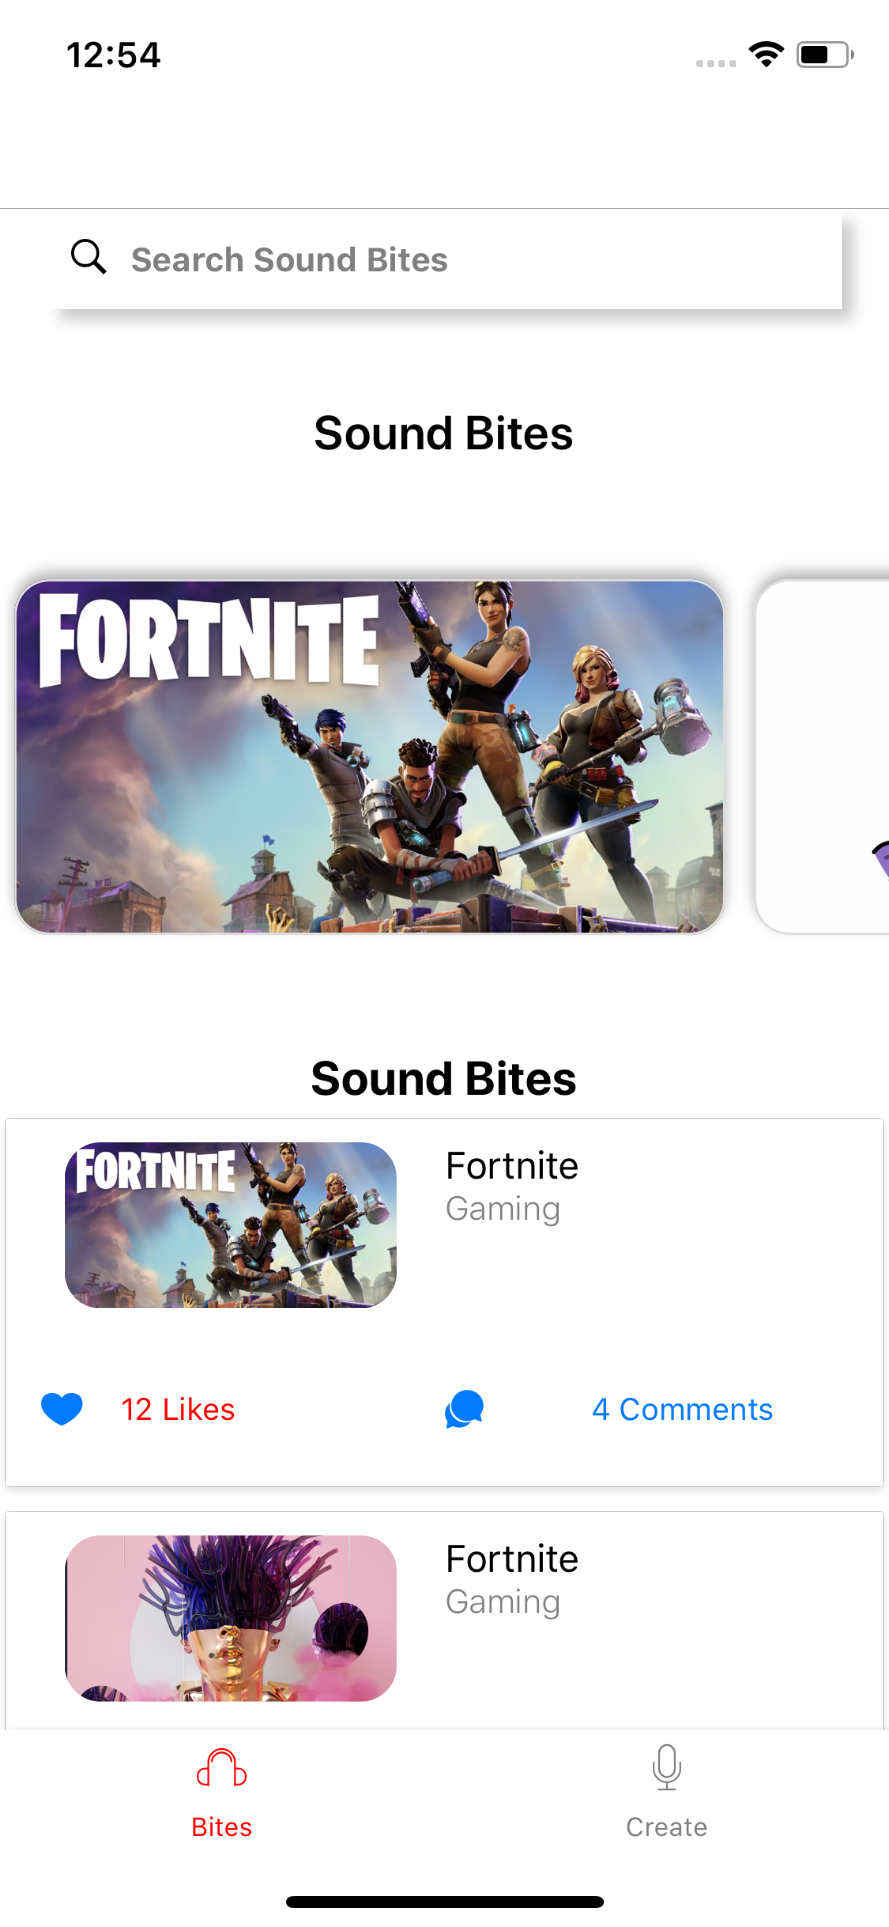 12:54
Search Sound Bites
Sound Bites
FORTNITE
Sound Bites
FORTNITE
Fortnite
Gaming
12 Likes
4 Comments
Fortnite
Gaming
Bites
Create